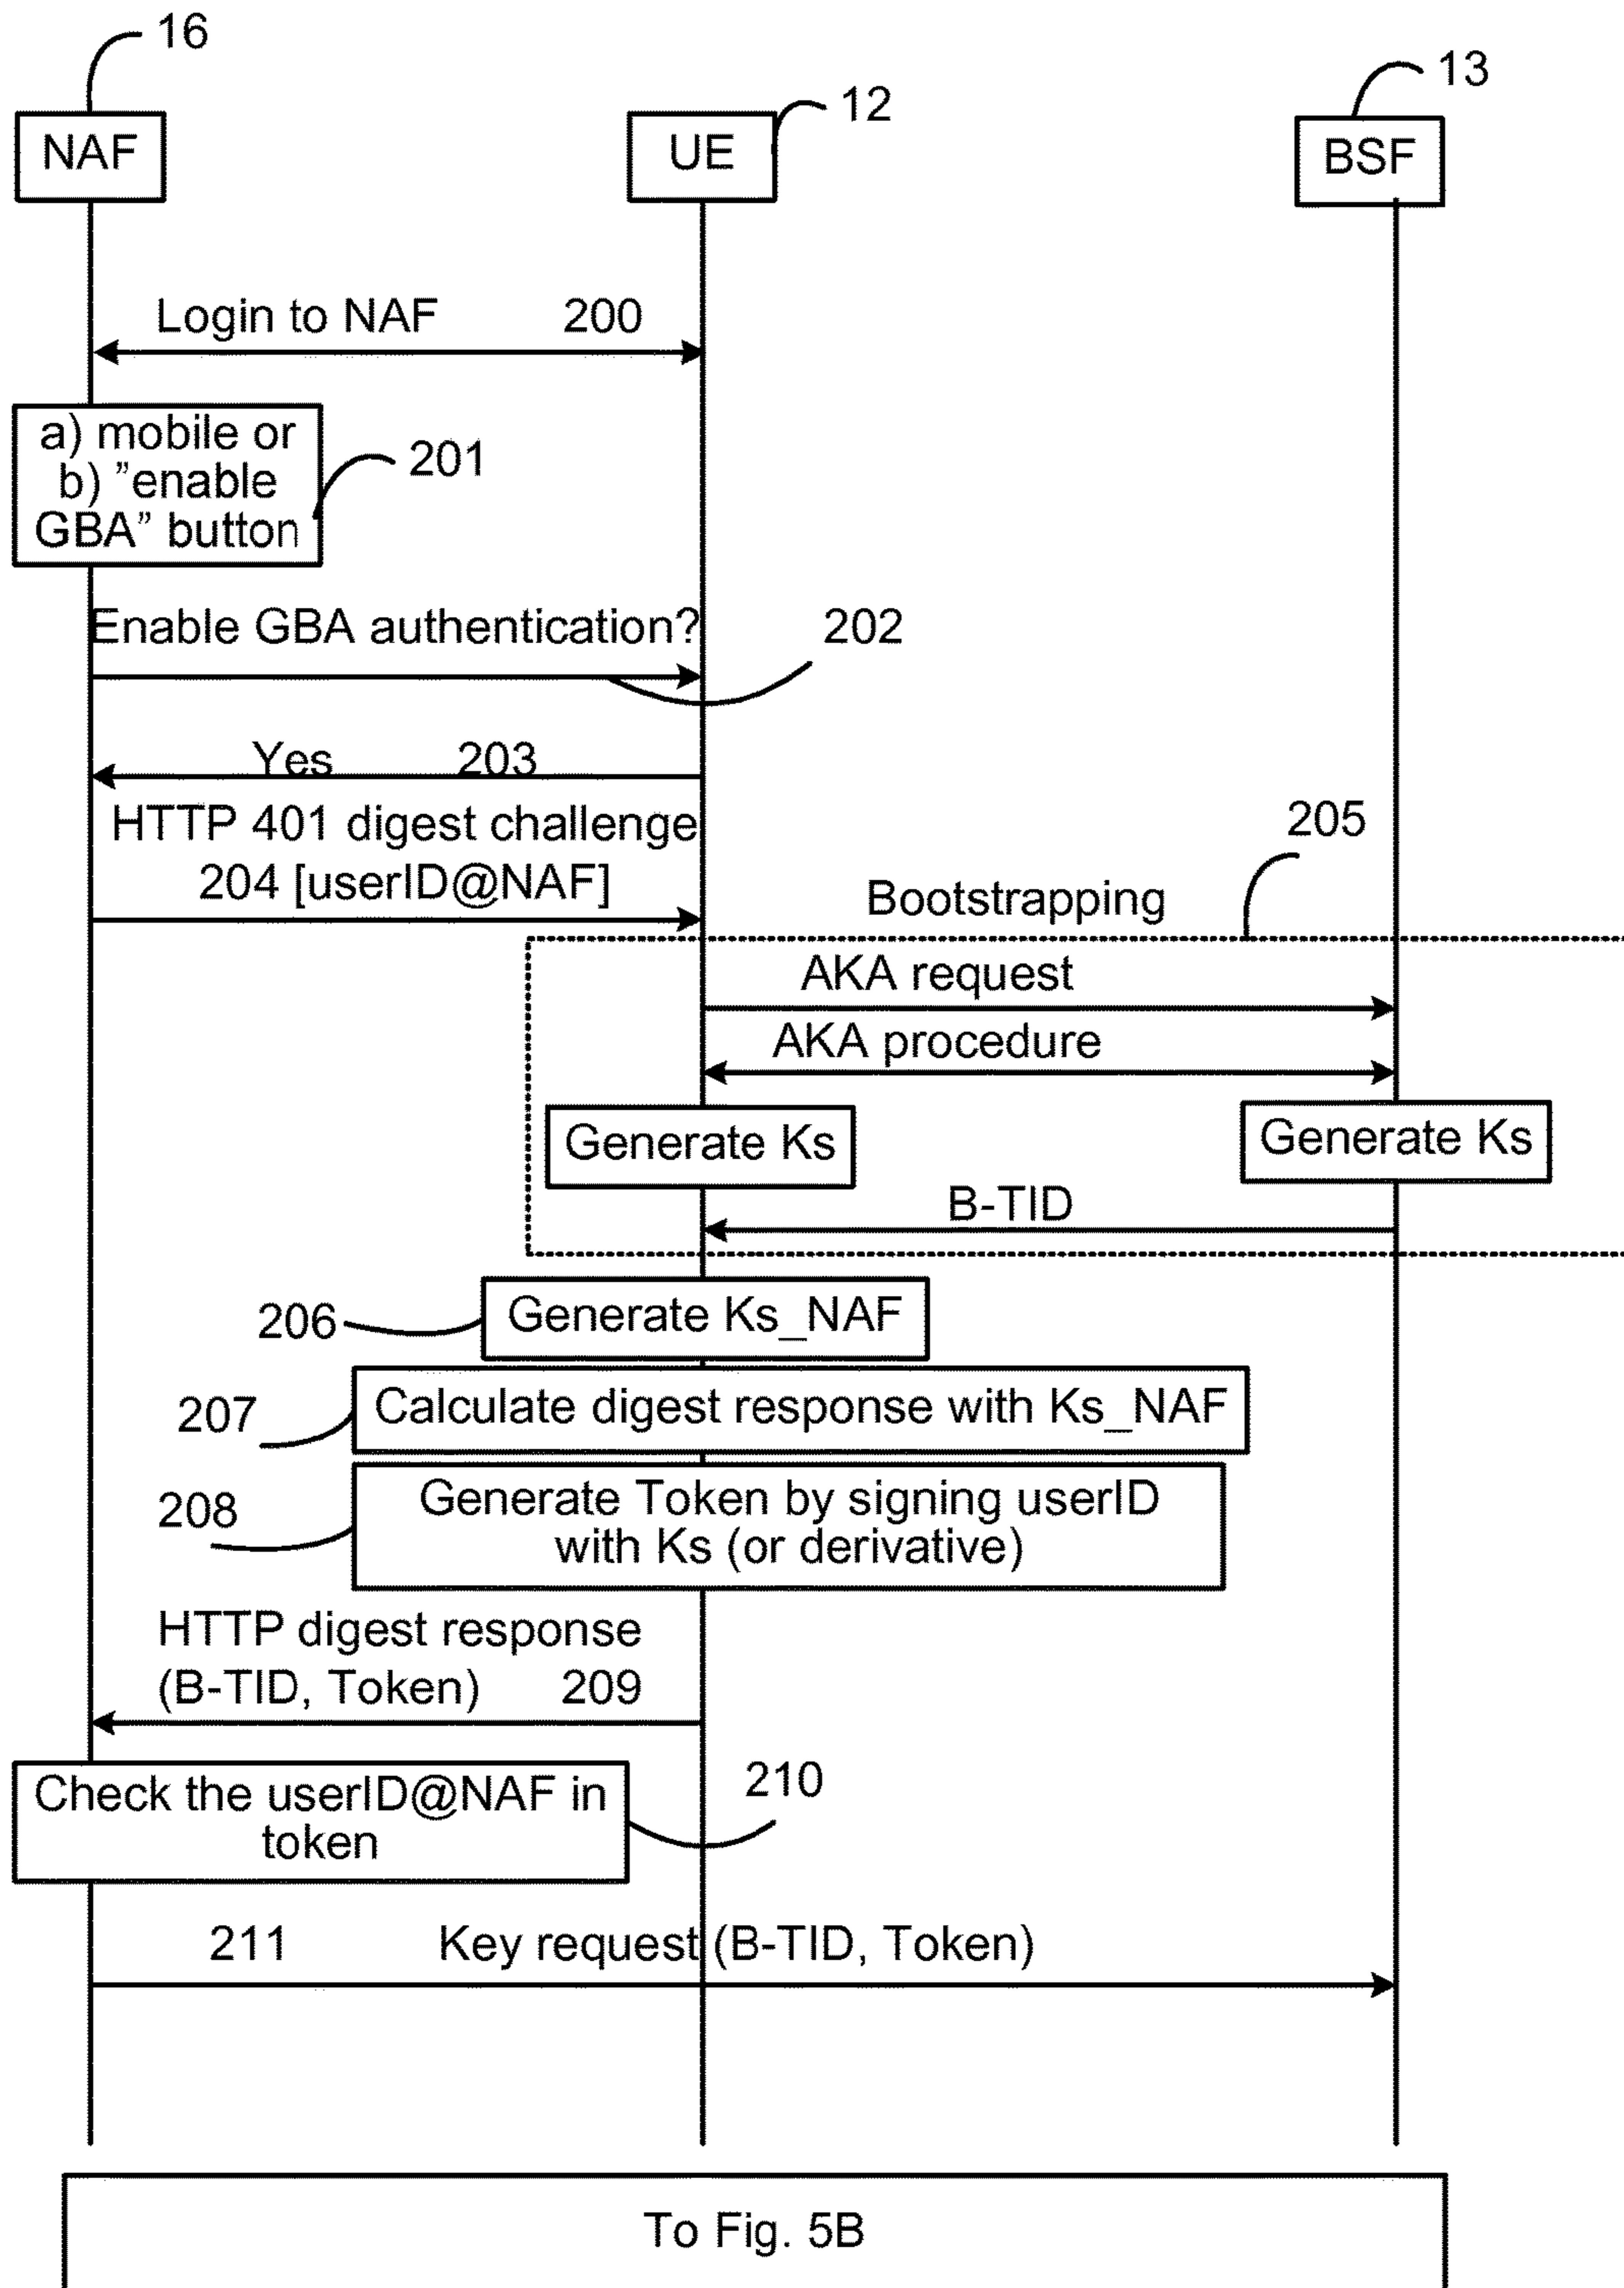 16
12
13
NAF
UE
BSF
Login to NAF 200
a) mobile or
b) ”enable
GBA” button
201
Enable GBA authentication?
202
Yes 203
HTTP 401 digest challenge
204 [userID@NAF]
205
Bootstrapping
AKA request
AKA procedure
Generate Ks
Generate Ks
B-TID
206
Generate Ks_NAF
207
Calculate digest response with Ks_NAF
208
Generate Token by signing userID
with Ks (or derivative)
HTTP digest response
(B-TID, Token) 209
Check the userID@NAF in
token
210
211 Key request (B-TID, Token)
To Fig. 5B